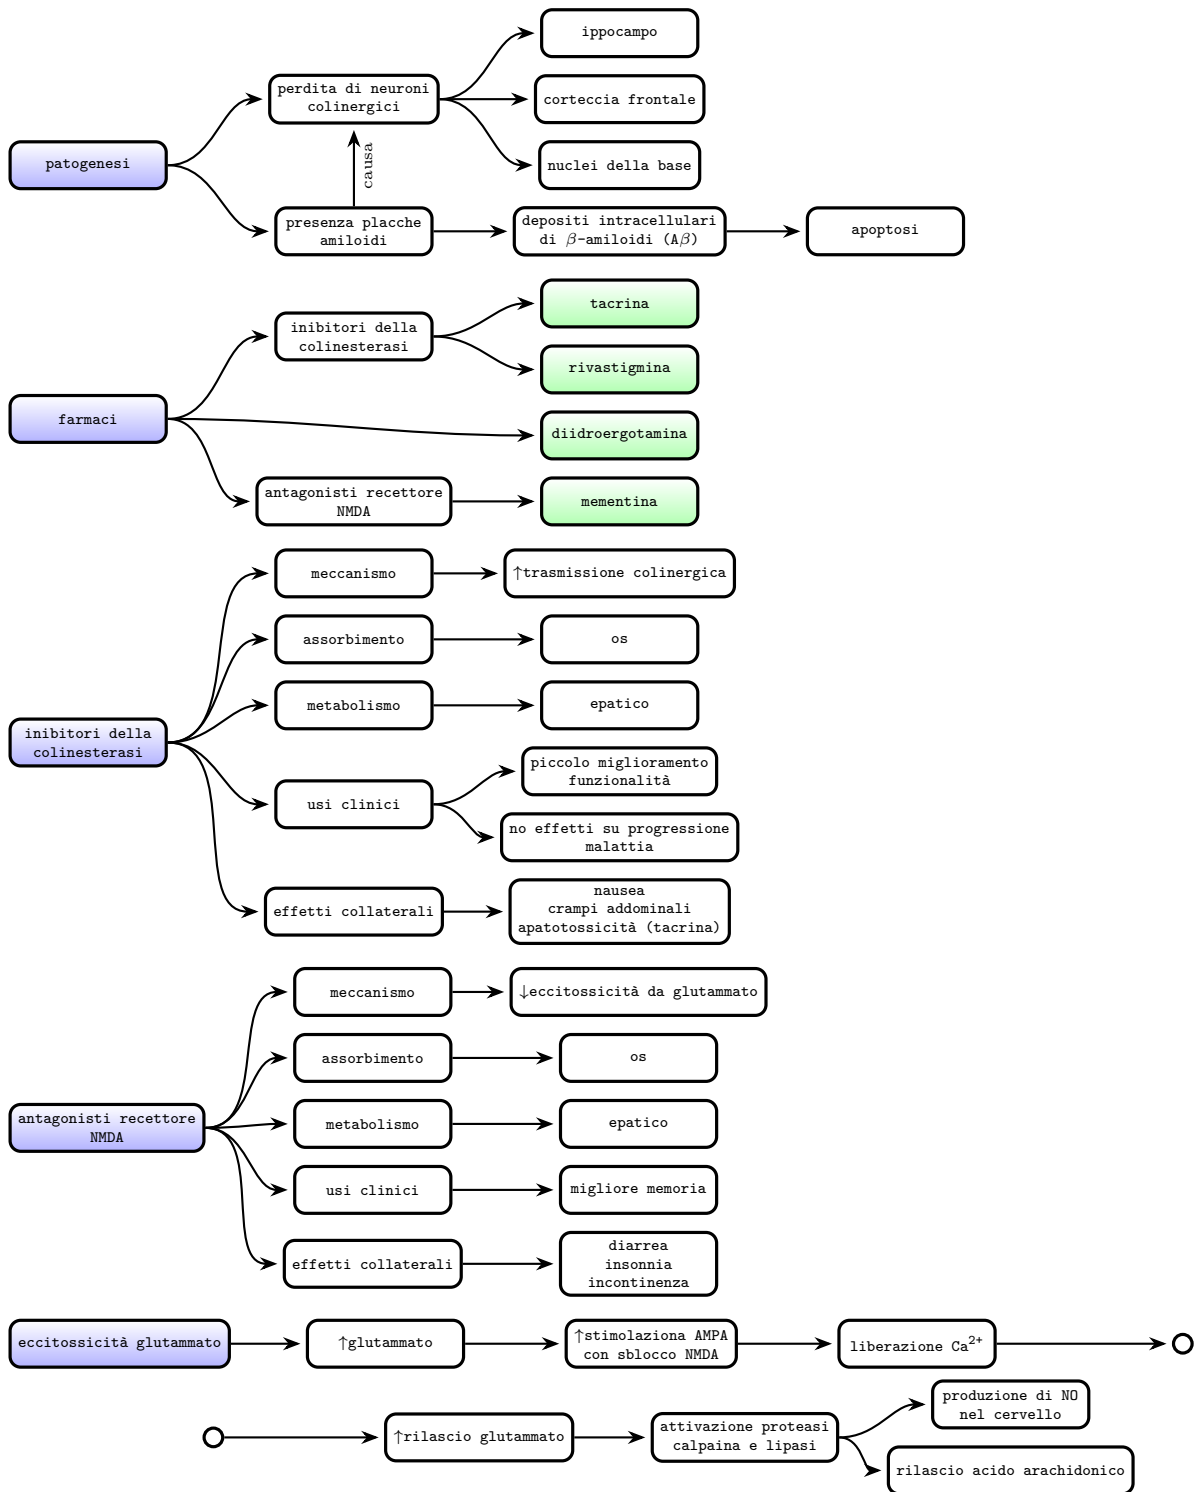 ippocampo
perdita di neuroni
colinergici
corteccia frontale
patogenesi
causa
nuclei della base
presenza placche
amiloidi
depositi intracellulari
di β-amiloidi (Aβ)
apoptosi
tacrina
inibitori della
colinesterasi
rivastigmina
farmaci
diidroergotamina
antagonisti recettore
NMDA
mementina
meccanismo
↑trasmissione colinergica
assorbimento
os
metabolismo
epatico
inibitori della
colinesterasi
piccolo miglioramento
funzionalità
usi clinici
no effetti su progressione
malattia
effetti collaterali
nausea
crampi addominali
apatotossicità (tacrina)
meccanismo
↓eccitossicità da glutammato
assorbimento
os
antagonisti recettore
NMDA
metabolismo
epatico
usi clinici
migliore memoria
effetti collaterali
diarrea
insonnia
incontinenza
eccitossicità glutammato
↑glutammato
↑stimolaziona AMPA
con sblocco NMDA
liberazione Ca²⁺
↑rilascio glutammato
attivazione proteasi
calpaina e lipasi
produzione di NO
nel cervello
rilascio acido arachidonico